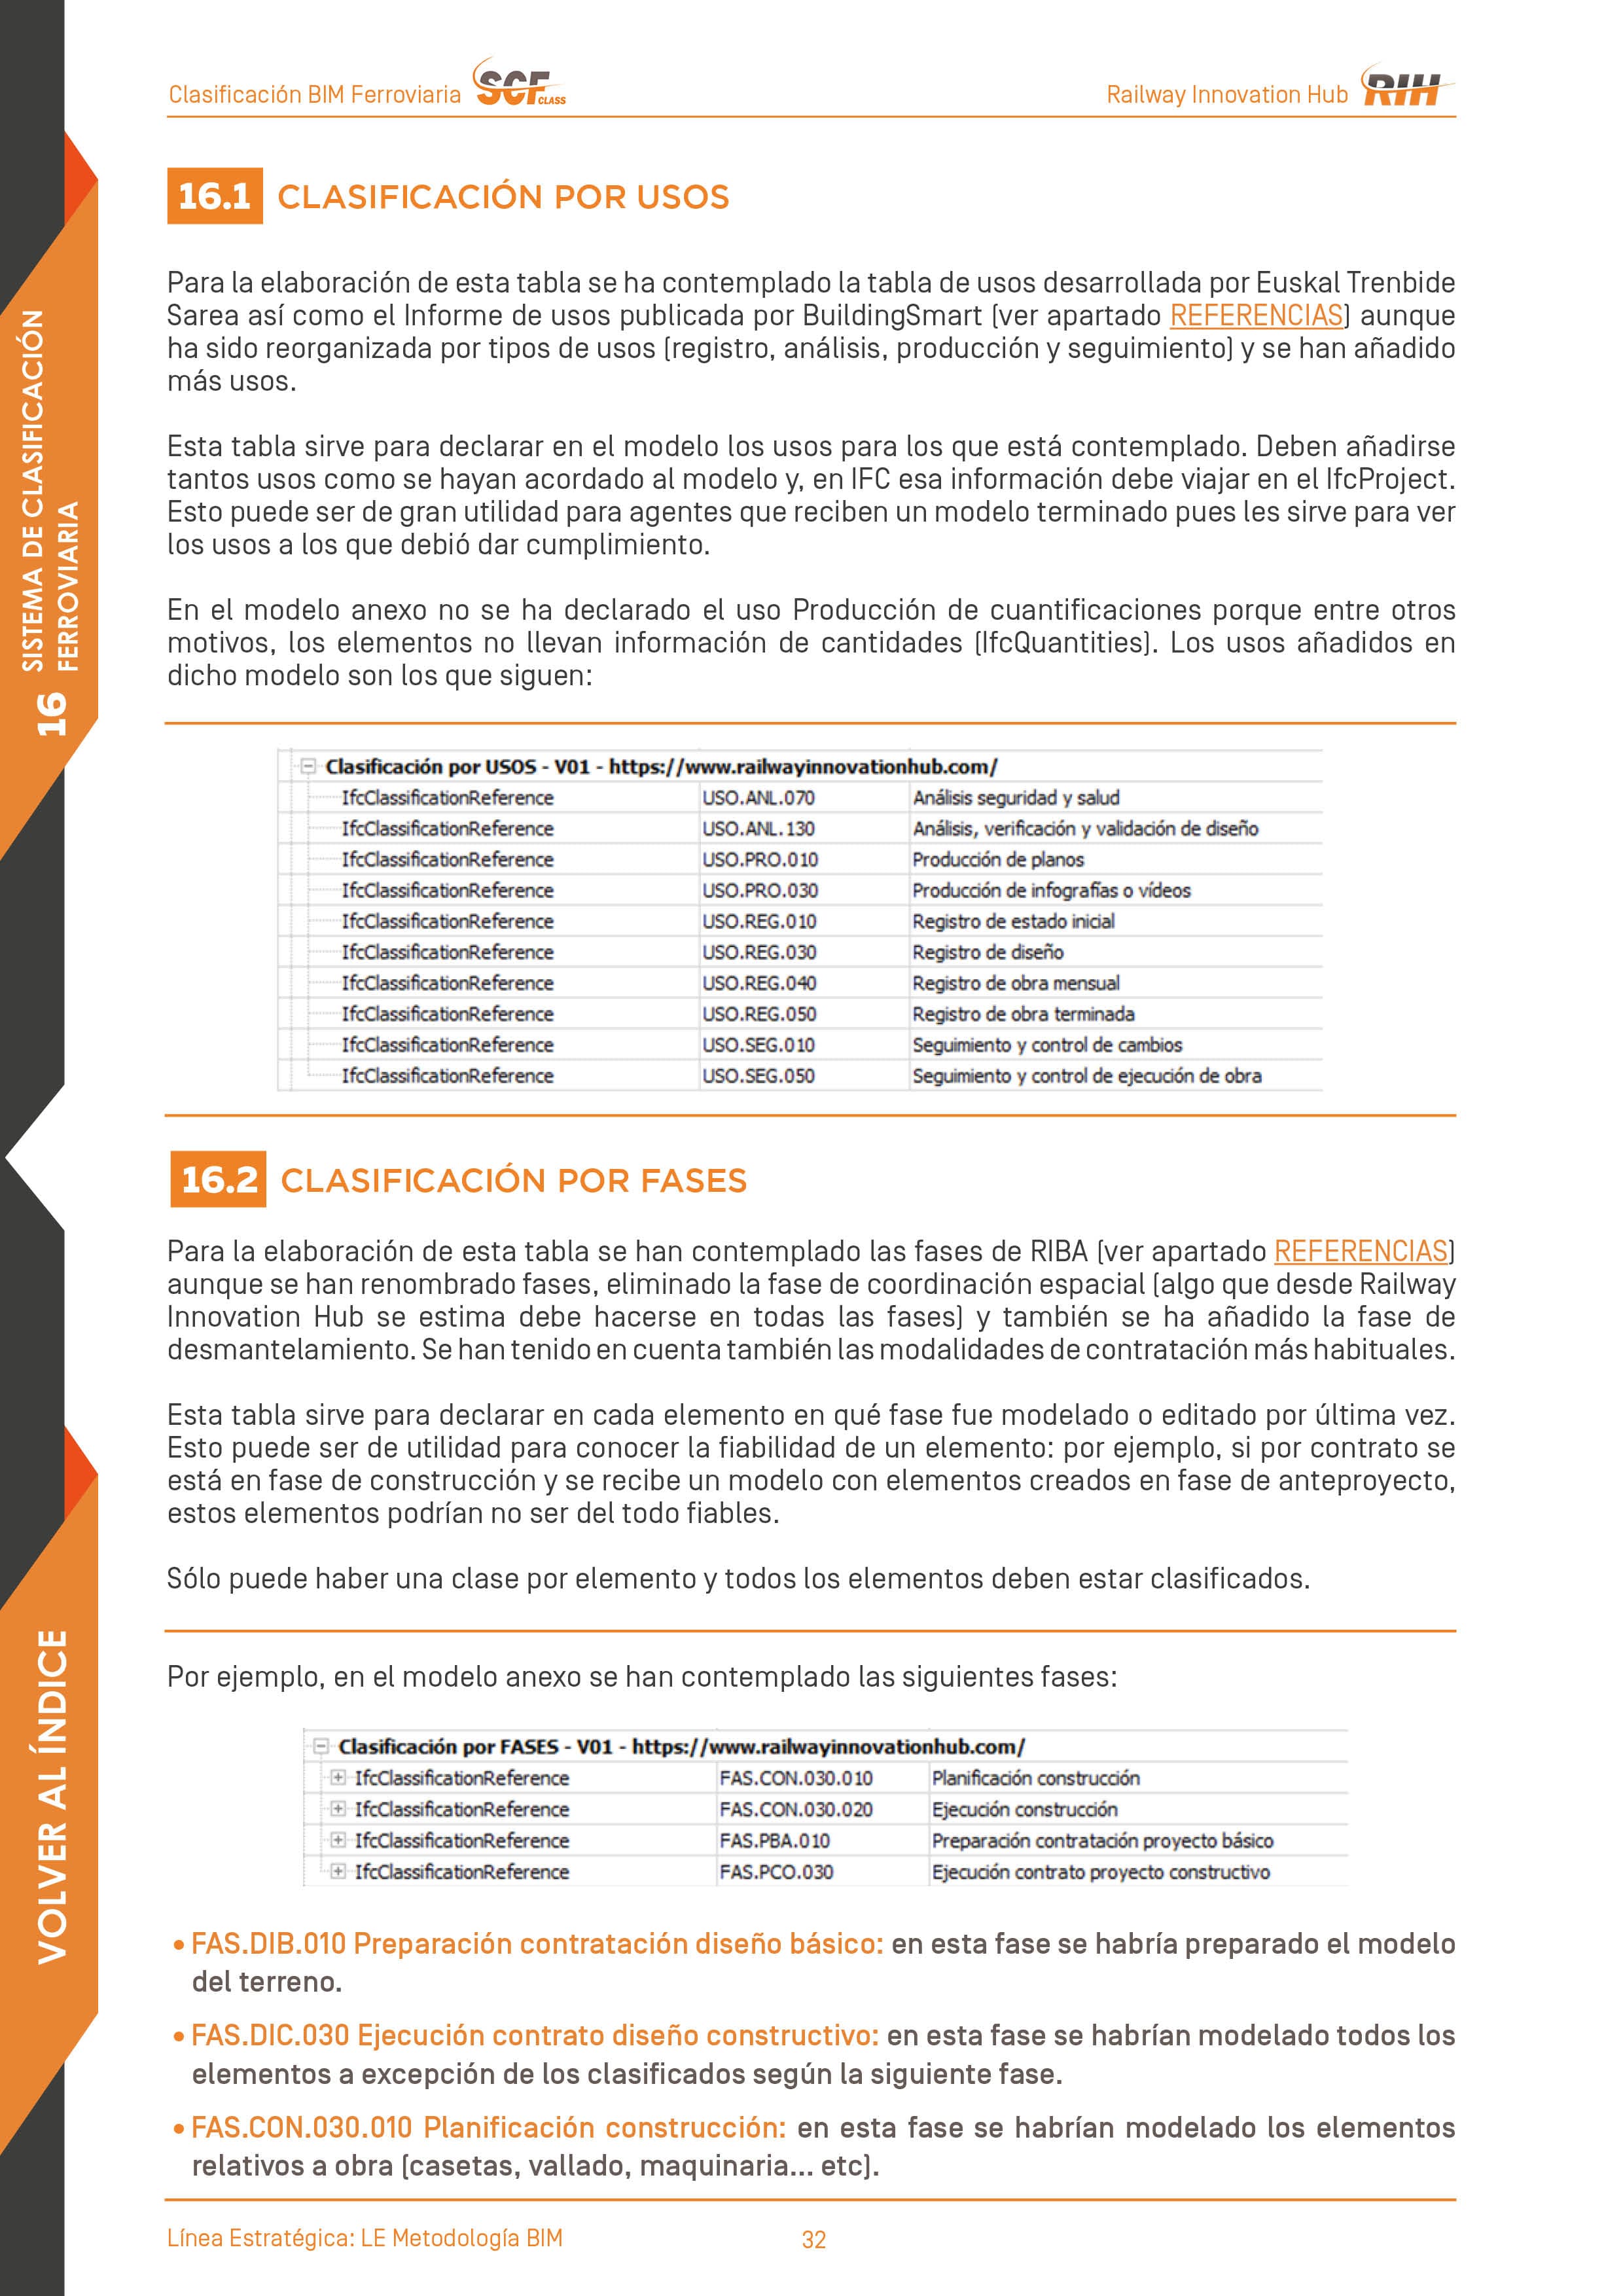 Clasificación BIM Ferroviaria SCF CLASS
Railway Innovation Hub RIH
16.1 CLASIFICACIÓN POR USOS
Para la elaboración de esta tabla se ha contemplado la tabla de usos desarrollada por Euskal Trenbide
Sarea así como el Informe de usos publicada por BuildingSmart (ver apartado REFERENCIAS) aunque
ha sido reorganizada por tipos de usos (registro, análisis, producción y seguimiento) y se han añadido
más usos.
Esta tabla sirve para declarar en el modelo los usos para los que está contemplado. Deben añadirse
tantos usos como se hayan acordado al modelo y, en IFC esa información debe viajar en el IfcProject.
Esto puede ser de gran utilidad para agentes que reciben un modelo terminado pues les sirve para ver
los usos a los que debió dar cumplimiento.
En el modelo anexo no se ha declarado el uso Producción de cuantificaciones porque entre otros
motivos, los elementos no llevan información de cantidades (IfcQuantities). Los usos añadidos en
dicho modelo son los que siguen:
Clasificación por USOS - V01 - https://www.railwayinnovationhub.com/
IfcClassificationReference USO.ANL.070 Análisis seguridad y salud
IfcClassificationReference USO.ANL.130 Análisis, verificación y validación de diseño
IfcClassificationReference USO.PRO.010 Producción de planos
IfcClassificationReference USO.PRO.030 Producción de infografías o vídeos
IfcClassificationReference USO.REG.010 Registro de estado inicial
IfcClassificationReference USO.REG.030 Registro de diseño
IfcClassificationReference USO.REG.040 Registro de obra mensual
IfcClassificationReference USO.REG.050 Registro de obra terminada
IfcClassificationReference USO.SEG.010 Seguimiento y control de cambios
IfcClassificationReference USO.SEG.050 Seguimiento y control de ejecución de obra
16.2 CLASIFICACIÓN POR FASES
Para la elaboración de esta tabla se han contemplado las fases de RIBA (ver apartado REFERENCIAS)
aunque se han renombrado fases, eliminado la fase de coordinación espacial (algo que desde Railway
Innovation Hub se estima debe hacerse en todas las fases) y también se ha añadido la fase de
desmantelamiento. Se han tenido en cuenta también las modalidades de contratación más habituales.
Esta tabla sirve para declarar en cada elemento en qué fase fue modelado o editado por última vez.
Esto puede ser de utilidad para conocer la fiabilidad de un elemento: por ejemplo, si por contrato se
está en fase de construcción y se recibe un modelo con elementos creados en fase de anteproyecto,
estos elementos podrían no ser del todo fiables.
Sólo puede haber una clase por elemento y todos los elementos deben estar clasificados.
Por ejemplo, en el modelo anexo se han contemplado las siguientes fases:
Clasificación por FASES - V01 - https://www.railwayinnovationhub.com/
IfcClassificationReference FAS.CON.030.010 Planificación construcción
IfcClassificationReference FAS.CON.030.020 Ejecución construcción
IfcClassificationReference FAS.PBA.010 Preparación contratación proyecto básico
IfcClassificationReference FAS.PCO.030 Ejecución contrato proyecto constructivo
• FAS.DIB.010 Preparación contratación diseño básico: en esta fase se habría preparado el modelo
del terreno.
• FAS.DIC.030 Ejecución contrato diseño constructivo: en esta fase se habrían modelado todos los
elementos a excepción de los clasificados según la siguiente fase.
• FAS.CON.030.010 Planificación construcción: en esta fase se habrían modelado los elementos
relativos a obra (casetas, vallado, maquinaria... etc).
Línea Estratégica: LE Metodología BIM
32
16 SISTEMA DE CLASIFICACIÓN
FERROVIARIA
VOLVER AL ÍNDICE